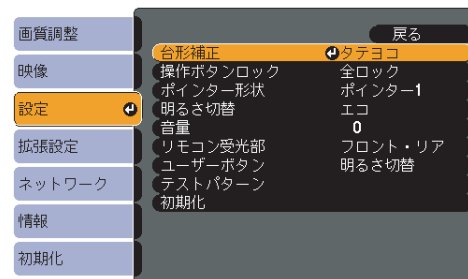 画質調整
映像
設定
拡張設定
ネットワーク
情報
初期化
戻る
台形補正 タテヨコ
操作ボタンロック 全ロック
ポインター形状 ポインター1
明るさ切替 エコ
音量 0
リモコン受光部 フロント・リア
ユーザーボタン 明るさ切替
テストパターン
初期化